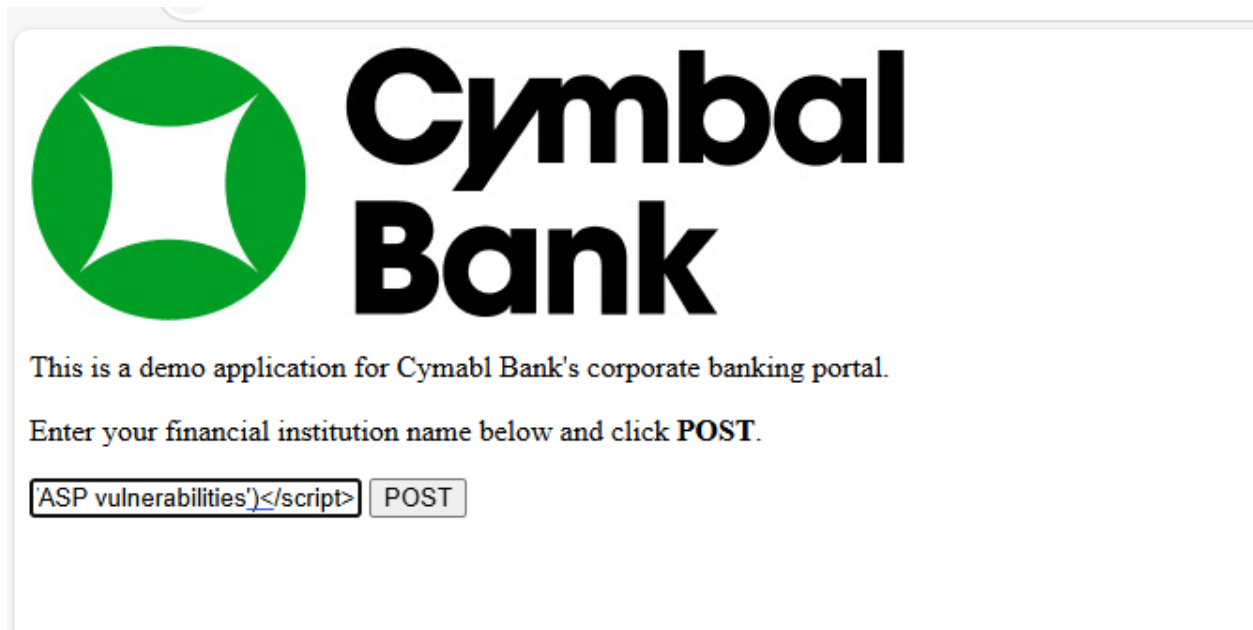 Cymbal
Bank
This is a demo application for Cymabl Bank's corporate banking portal.
Enter your financial institution name below and click POST.
'ASP vulnerabilities')</script> POST